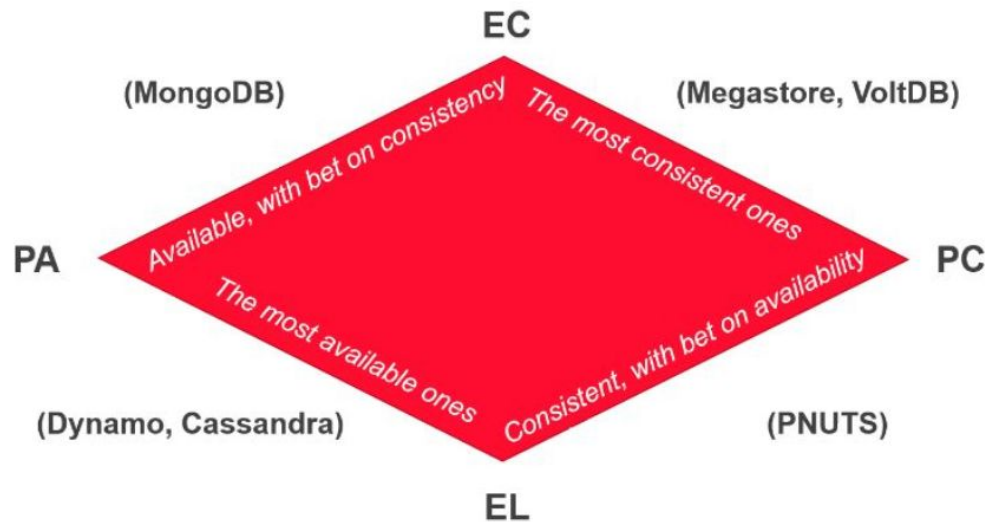 EC
(MongoDB)
(Megastore, VoltDB)
Available, with bet on consistency
The most consistent ones
PA
PC
The most available ones
Consistent, with bet on availability
(Dynamo, Cassandra)
(PNUTS)
EL